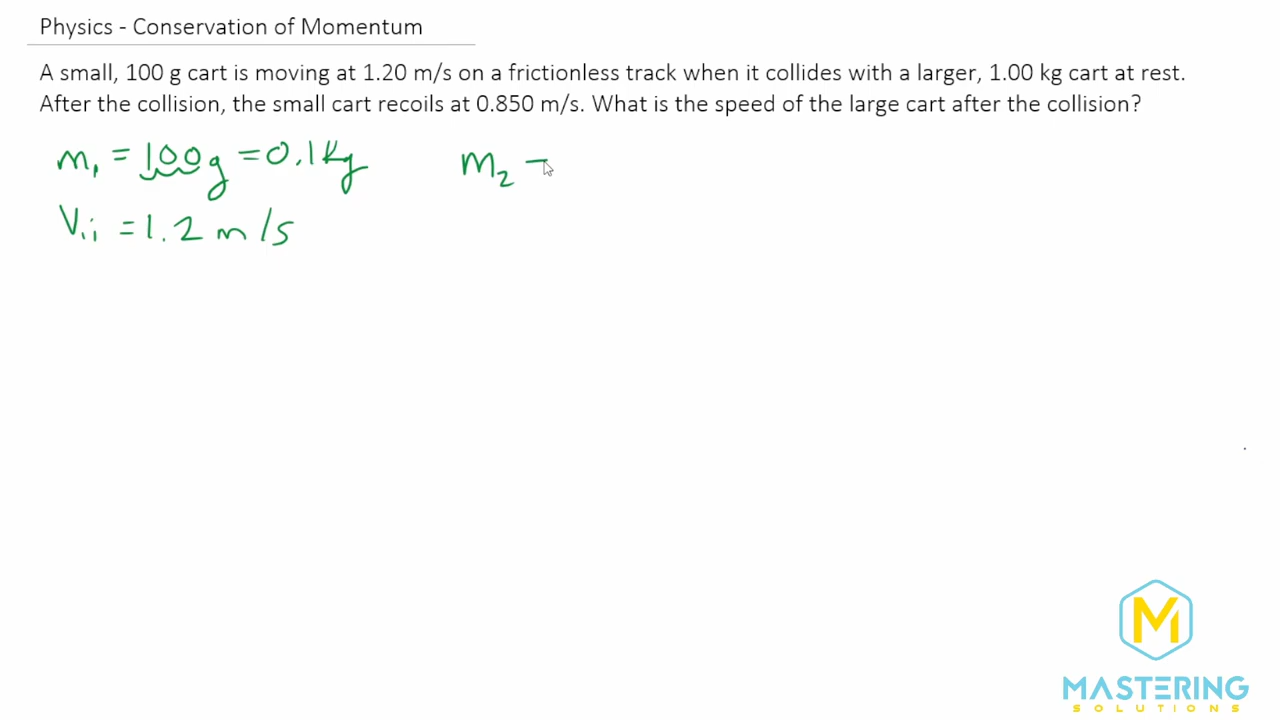 Physics - Conservation of Momentum
A small, 100 g cart is moving at 1.20 m/s on a frictionless track when it collides with a larger, 1.00 kg cart at rest.
After the collision, the small cart recoils at 0.850 m/s. What is the speed of the large cart after the collision?
m₁ = 100g = 0.1Kg m₂ -
V₁ᵢ = 1.2 m/s
MASTERING
SOLUTIONS